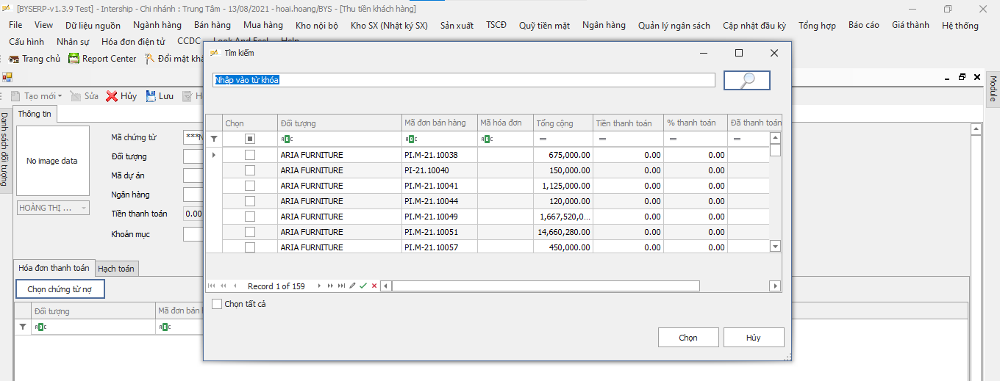 [BYSERP-v1.3.9 Test] - Intership - Chi nhánh : Trung Tâm - 13/08/2021 - hoai.hoang/BYS - [Thu tiền khách hàng]
File View Dữ liệu nguồn Ngành hàng Bán hàng Mua hàng Kho nội bộ Kho SX (Nhật ký SX) Sản xuất TSCĐ Quỹ tiền mặt Ngân hàng Quản lý ngân sách Cập nhật đầu kỳ Tổng hợp Báo cáo Giá thành Hệ thống
Cấu hình Nhân sự Hóa đơn điện tử CCDC Look And Feel Help
Trang chủ Report Center Đổi mật
Tìm kiếm
Nhập vào từ khóa
Module
Tạo mới Sửa Hủy Lưu
Danh sách đối tượng
Thông tin
No image data
HOÀNG THỊ ...
Mã chứng từ ***
Đối tượng
Mã dự án
Ngân hàng
Tiền thanh toán 0.00
Khoản mục
Chọn Đối tượng Mã đơn bán hàng Mã hóa đơn Tổng cộng Tiền thanh toán % thanh toán Đã thanh toán
ABC ABC ABC = = = =
ARIA FURNITURE PI.M-21.10038 675,000.00 0.00 0.00
ARIA FURNITURE PI-21.10040 150,000.00 0.00 0.00
ARIA FURNITURE PI.M-21.10041 1,125,000.00 0.00 0.00
ARIA FURNITURE PI.M-21.10044 120,000.00 0.00 0.00
ARIA FURNITURE PI.M-21.10049 1,667,520,0... 0.00 0.00
ARIA FURNITURE PI.M-21.10051 14,660,280.00 0.00 0.00
ARIA FURNITURE PI.M-21.10057 450,000.00 0.00 0.00
Record 1 of 159
Chọn tất cả
Chọn Hủy
Hóa đơn thanh toán Hạch toán
Chọn chứng từ nợ
Đối tượng Mã đơn bán
ABC ABC